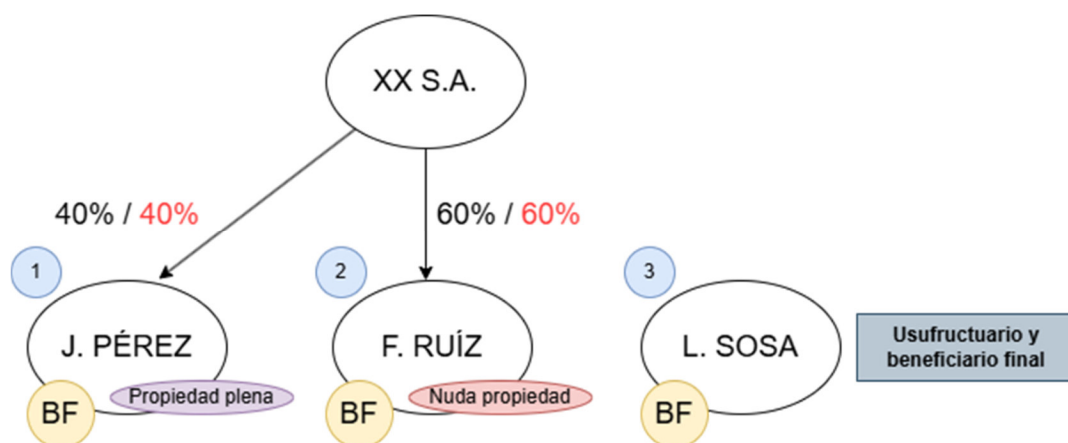 XX S.A.
40% / 40%
60% / 60%
1
2
3
J. PÉREZ
F. RUÍZ
L. SOSA
Usufructuario y
beneficiario final
BF
Propiedad plena
BF
Nuda propiedad
BF